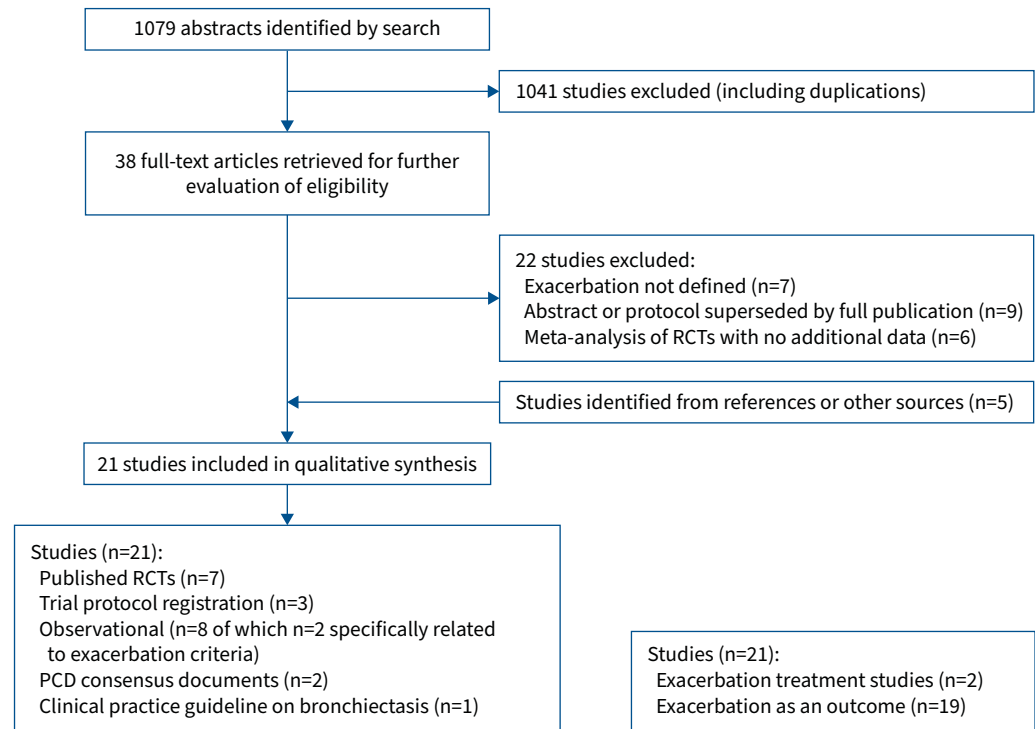 1079 abstracts identified by search
1041 studies excluded (including duplications)
38 full-text articles retrieved for further
evaluation of eligibility
22 studies excluded:
Exacerbation not defined (n=7)
Abstract or protocol superseded by full publication (n=9)
Meta-analysis of RCTs with no additional data (n=6)
Studies identified from references or other sources (n=5)
21 studies included in qualitative synthesis
Studies (n=21):
Published RCTs (n=7)
Trial protocol registration (n=3)
Observational (n=8 of which n=2 specifically related
to exacerbation criteria)
PCD consensus documents (n=2)
Clinical practice guideline on bronchiectasis (n=1)
Studies (n=21):
Exacerbation treatment studies (n=2)
Exacerbation as an outcome (n=19)